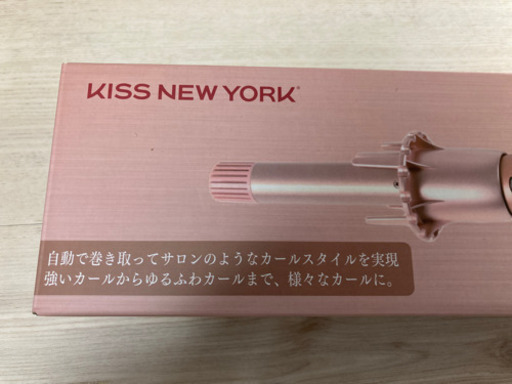 KISS NEW YORK
自動で巻き取ってサロンのようなカールスタイルを実現
強いカールからゆるふわカールまで、様々なカールに。